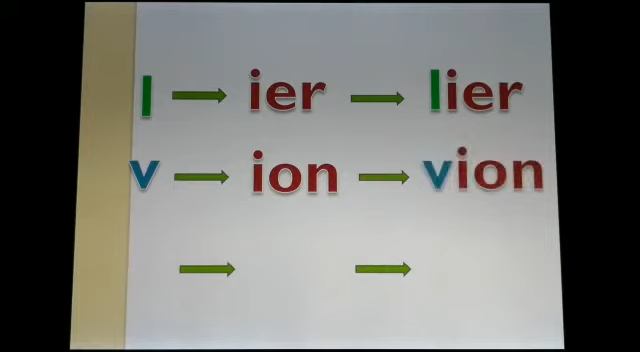 l → ier → lier
v → ion → vion
→ →